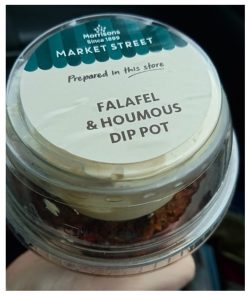 Morrisons
Since 1899
MARKET STREET
Prepared in this store
FALAFEL
& HOUMOUS
DIP POT